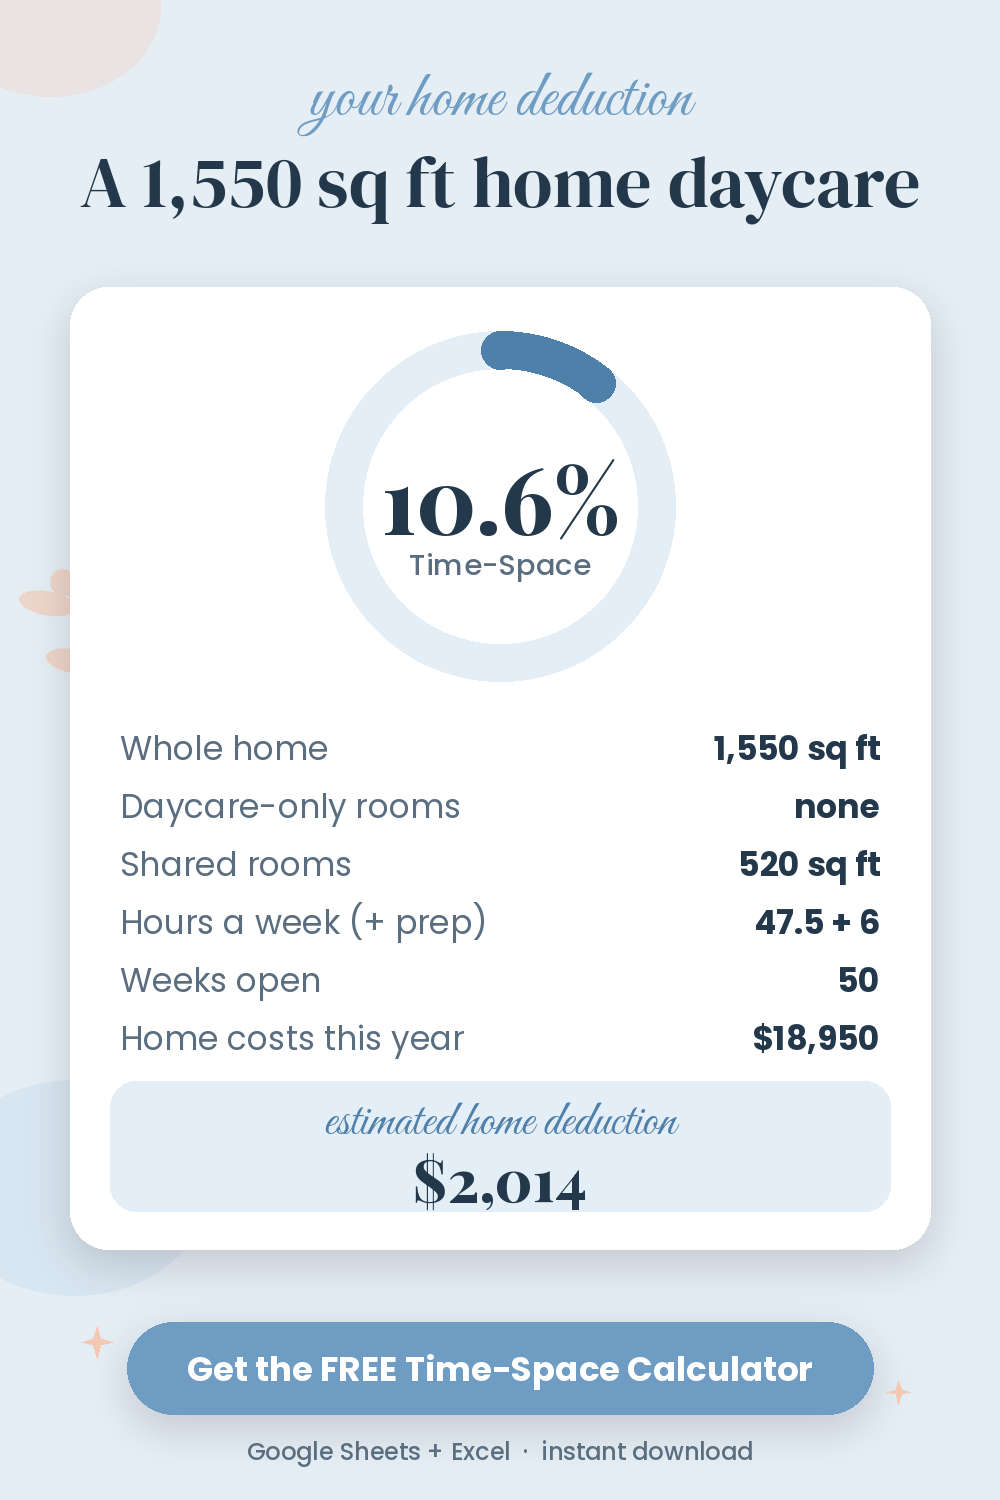 your home deduction
A 1,550 sq ft home daycare
10.6%
Time-Space
Whole home 1,550 sq ft
Daycare-only rooms none
Shared rooms 520 sq ft
Hours a week (+ prep) 47.5 + 6
Weeks open 50
Home costs this year $18,950
estimated home deduction
$2,014
Get the FREE Time-Space Calculator
Google Sheets + Excel · instant download